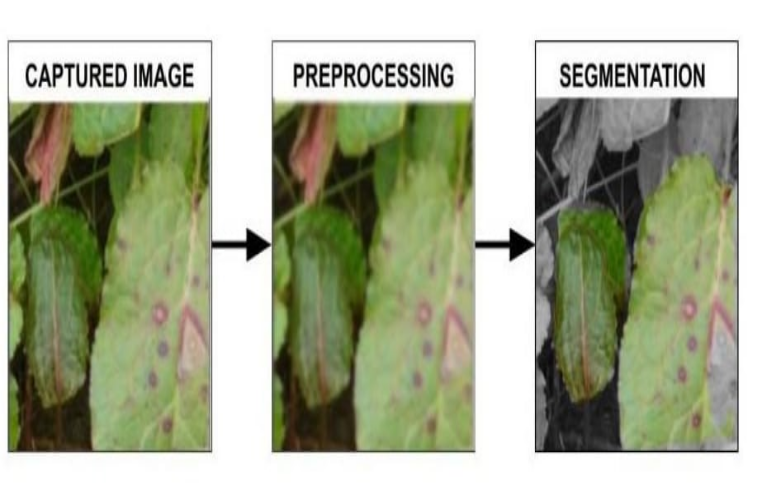 CAPTURED IMAGE
PREPROCESSING
SEGMENTATION